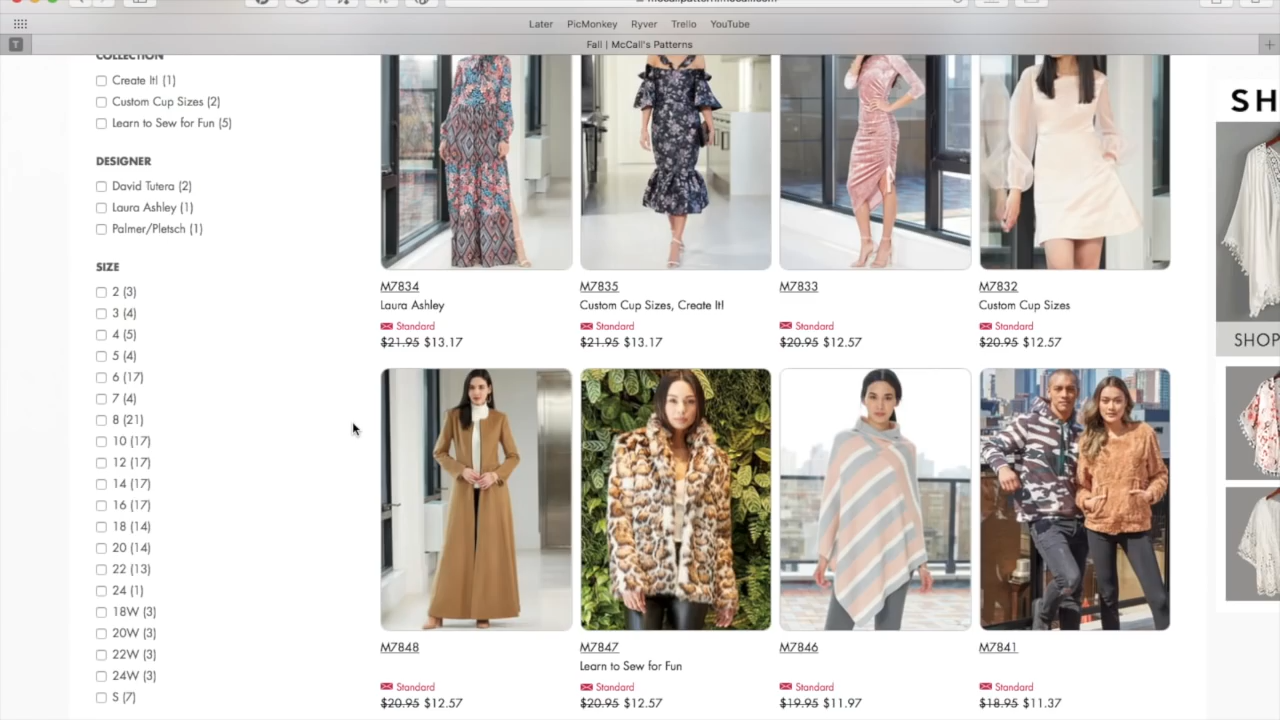 Later PicMonkey Ryver Trello YouTube
T Fall | McCall's Patterns
COLLECTION
Create It! (1)
Custom Cup Sizes (2)
Learn to Sew for Fun (5)
DESIGNER
David Tutera (2)
Laura Ashley (1)
Palmer/Pletsch (1)
SIZE
2 (3)
3 (4)
4 (5)
5 (4)
6 (17)
7 (4)
8 (21)
10 (17)
12 (17)
14 (17)
16 (17)
18 (14)
20 (14)
22 (13)
24 (1)
18W (3)
20W (3)
22W (3)
24W (3)
S (7)
M7834
Laura Ashley
Standard
$21.95 $13.17
M7835
Custom Cup Sizes, Create It!
Standard
$21.95 $13.17
M7833
Standard
$20.95 $12.57
M7832
Custom Cup Sizes
Standard
$20.95 $12.57
M7848
Standard
$20.95 $12.57
M7847
Learn to Sew for Fun
Standard
$20.95 $12.57
M7846
Standard
$19.95 $11.97
M7841
Standard
$18.95 $11.37
SH
SHOP